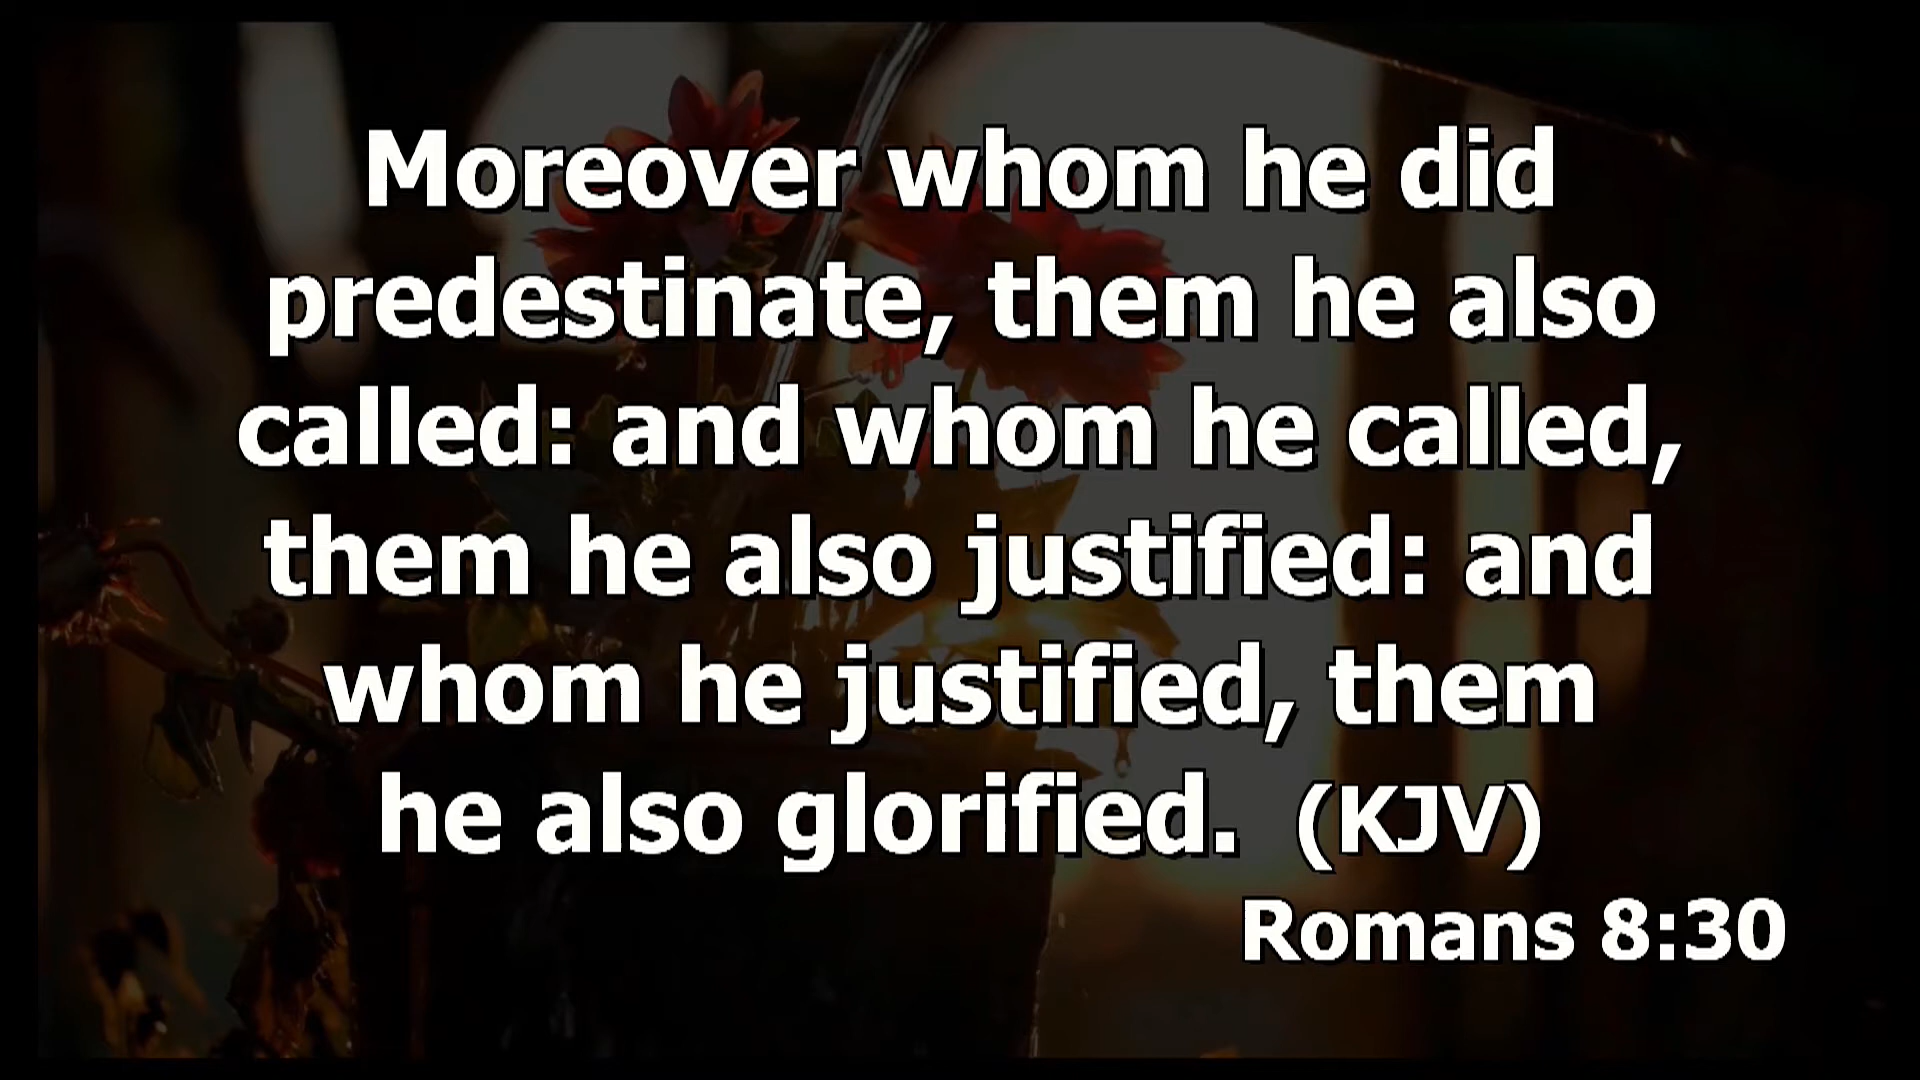 Moreover whom he did
predestinate, them he also
called: and whom he called,
them he also justified: and
whom he justified, them
he also glorified.  (KJV)
Romans 8:30